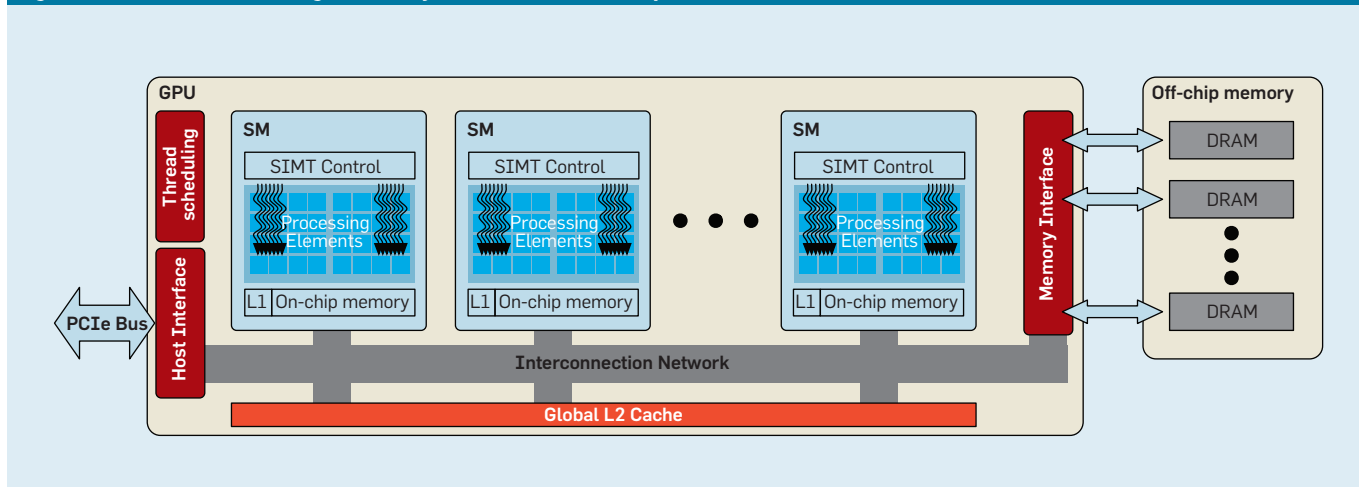 GPU
Thread
scheduling
Host Interface
PCIe Bus
SM
SIMT Control
Processing
Elements
L1 On-chip memory
SM
SIMT Control
Processing
Elements
L1 On-chip memory
SM
SIMT Control
Processing
Elements
L1 On-chip memory
Interconnection Network
Global L2 Cache
Memory Interface
Off-chip memory
DRAM
DRAM
DRAM